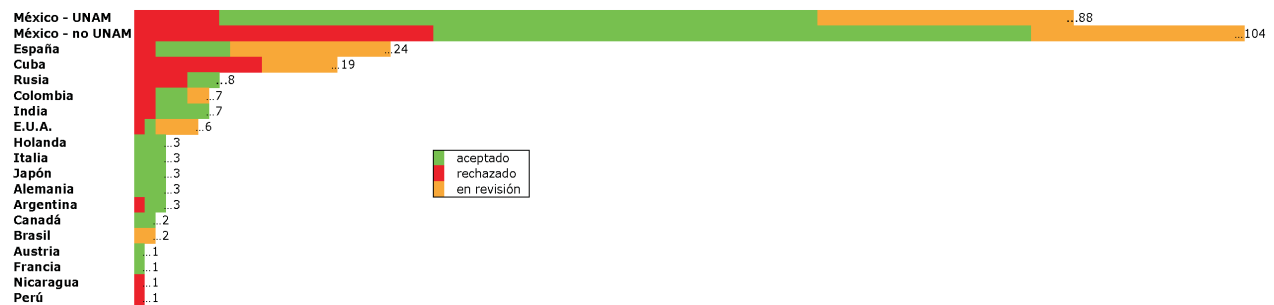 México - UNAM ...88
México - no UNAM ...104
España ...24
Cuba ...19
Rusia ...8
Colombia ...7
India ...7
E.U.A. ...6
Holanda ...3
Italia ...3
Japón ...3
Alemania ...3
Argentina ...3
Canadá ...2
Brasil ...2
Austria ...1
Francia ...1
Nicaragua ...1
Perú ...1
aceptado
rechazado
en revisión